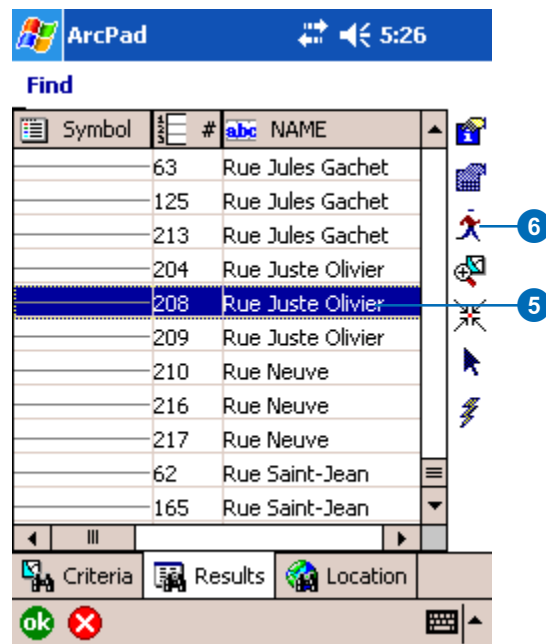 ArcPad 5:26
Find
Symbol # abc NAME
63 Rue Jules Gachet
125 Rue Jules Gachet
213 Rue Jules Gachet
6
204 Rue Juste Olivier
208 Rue Juste Olivier
5
209 Rue Juste Olivier
210 Rue Neuve
216 Rue Neuve
217 Rue Neuve
62 Rue Saint-Jean
165 Rue Saint-Jean
Criteria Results Location
ok